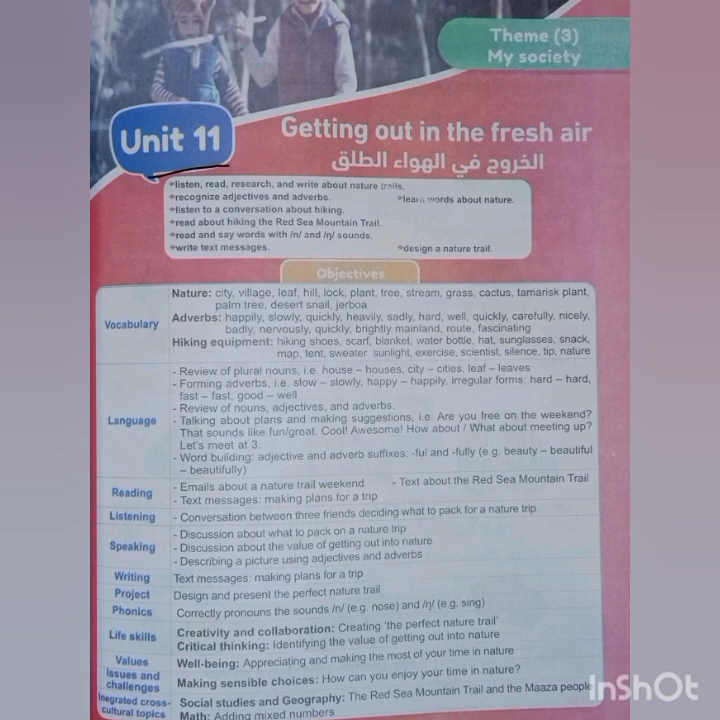 Theme (3)
My society
Unit 11
Getting out in the fresh air
الخروج في الهواء الطلق
*listen, read, research, and write about nature trails.
*recognize adjectives and adverbs.
*learn words about nature.
*listen to a conversation about hiking.
*read about hiking the Red Sea Mountain Trail.
*read and say words with /n/ and /ŋ/ sounds.
*write text messages.
*design a nature trail.
Objectives
Vocabulary
Nature: city, village, leaf, hill, lock, plant, tree, stream, grass, cactus, tamarisk plant,
palm tree, desert snail, jerboa
Adverbs: happily, slowly, quickly, heavily, sadly, hard, well, quickly, carefully, nicely,
badly, nervously, quickly, brightly mainland, route, fascinating
Hiking equipment: hiking shoes, scarf, blanket, water bottle, hat, sunglasses, snack,
map, tent, sweater sunlight, exercise, scientist, silence, tip, nature
Language
- Review of plural nouns, i.e. house – houses, city – cities, leaf – leaves
- Forming adverbs, i.e. slow – slowly, happy – happily, irregular forms: hard – hard,
fast – fast, good – well
- Review of nouns, adjectives, and adverbs.
- Talking about plans and making suggestions, i.e. Are you free on the weekend?
That sounds like fun/great. Cool! Awesome! How about / What about meeting up?
Let's meet at 3.
- Word building: adjective and adverb suffixes: -ful and -fully (e.g. beauty – beautiful
– beautifully)
Reading
- Emails about a nature trail weekend - Text about the Red Sea Mountain Trail
- Text messages: making plans for a trip
Listening
- Conversation between three friends deciding what to pack for a nature trip
Speaking
- Discussion about what to pack on a nature trip
- Discussion about the value of getting out into nature
- Describing a picture using adjectives and adverbs
Writing
Text messages: making plans for a trip
Project
Design and present the perfect nature trail
Phonics
Correctly pronouns the sounds /n/ (e.g. nose) and /ŋ/ (e.g. sing)
Life skills
Creativity and collaboration: Creating 'the perfect nature trail'
Critical thinking: Identifying the value of getting out into nature
Values
Well-being: Appreciating and making the most of your time in nature
Issues and
challenges
Making sensible choices: How can you enjoy your time in nature?
Inegrated cross-
cultural topics
Social studies and Geography: The Red Sea Mountain Trail and the Maaza people
Math: Adding mixed numbers
InShOt